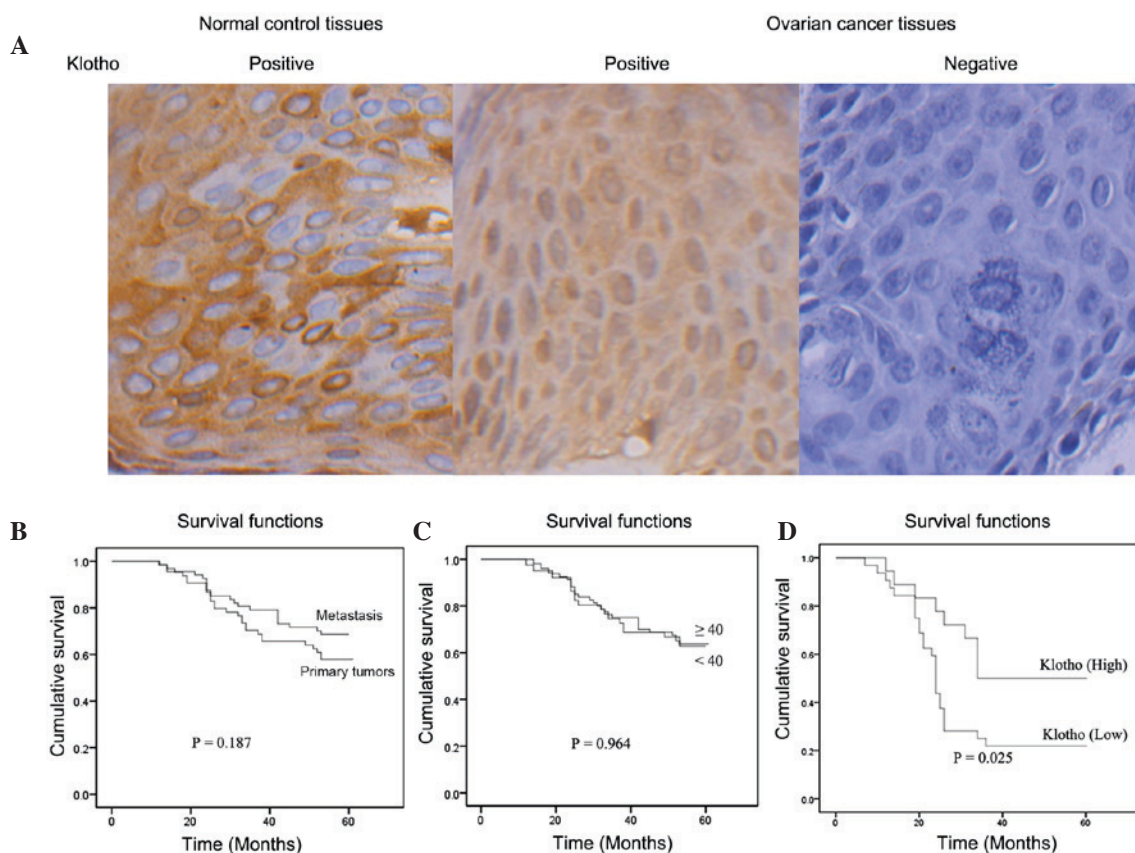 A
Normal control tissues
Ovarian cancer tissues
Klotho
Positive
Positive
Negative
B
Survival functions
Cumulative survival
1.0
0.8
0.6
0.4
0.2
0.0
Metastasis
Primary tumors
P = 0.187
0
20
40
60
Time (Months)
C
Survival functions
Cumulative survival
1.0
0.8
0.6
0.4
0.2
0.0
≥ 40
< 40
P = 0.964
0
20
40
60
Time (Months)
D
Survival functions
Cumulative survival
1.0
0.8
0.6
0.4
0.2
0.0
Klotho (High)
Klotho (Low)
P = 0.025
0
20
40
60
Time (Months)